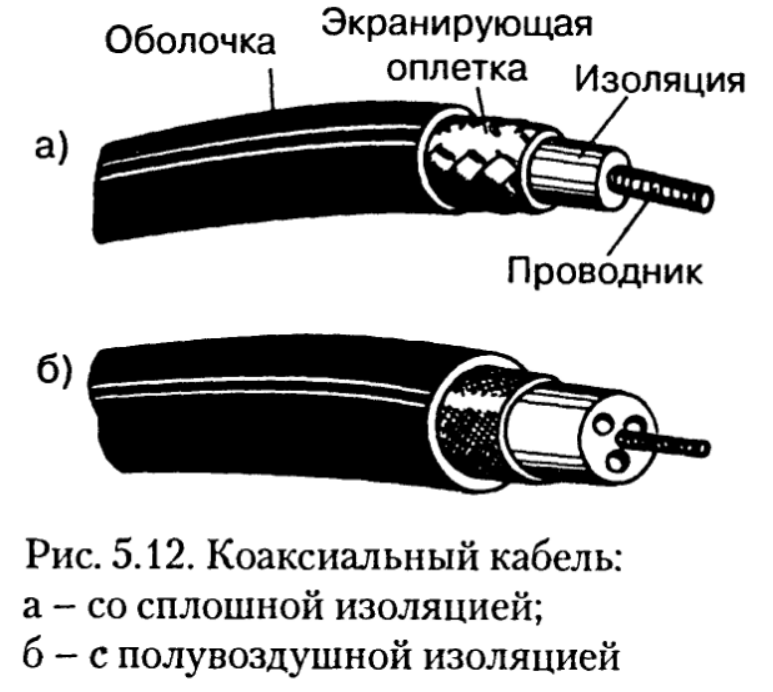 Оболочка
Экранирующая
оплетка
Изоляция
а)
Проводник
б)
Рис. 5.12. Коаксиальный кабель:
а – со сплошной изоляцией;
б – с полувоздушной изоляцией